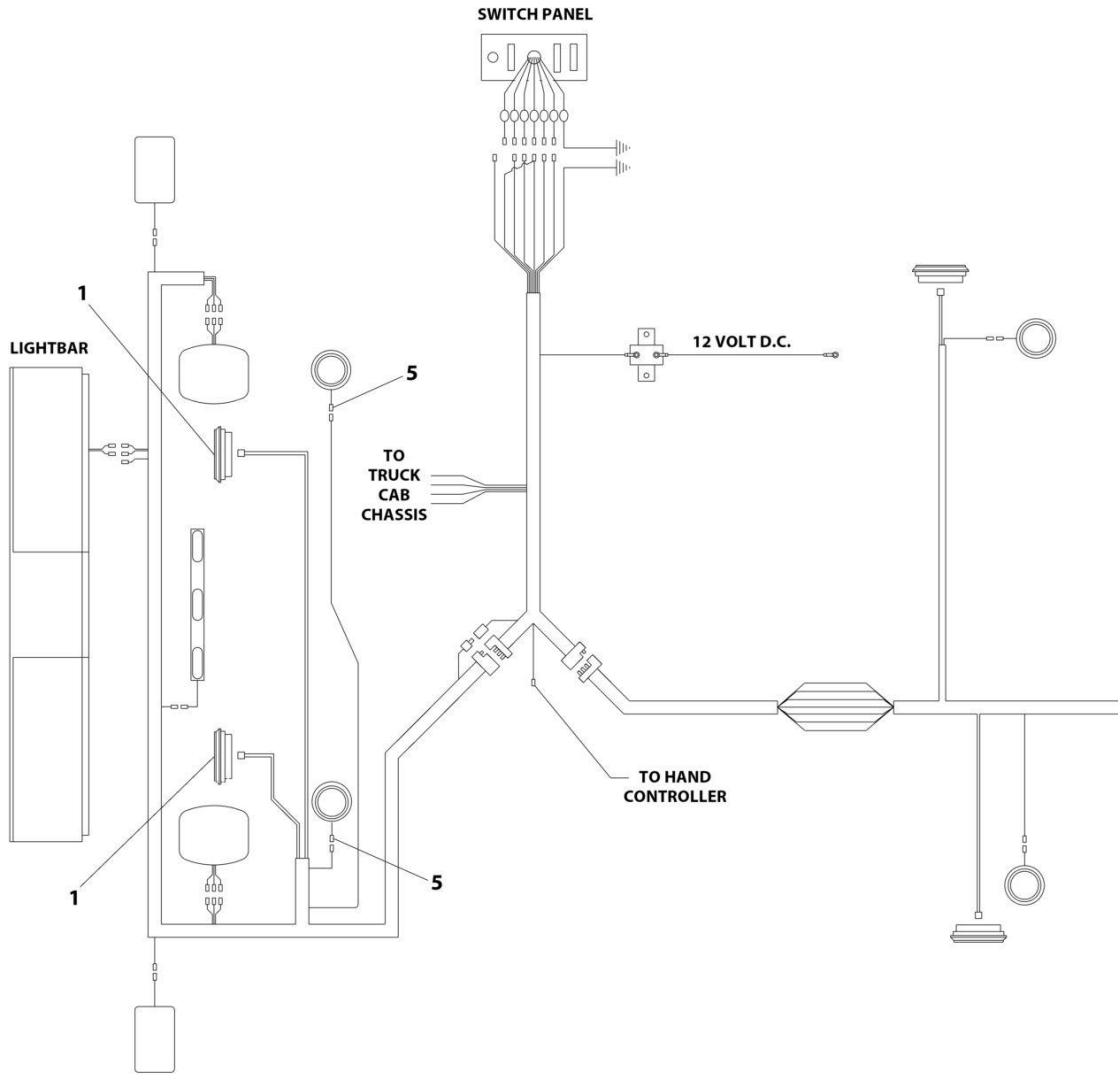 SWITCH PANEL
1
LIGHTBAR
12 VOLT D.C.
5
TO
TRUCK
CAB
CHASSIS
TO HAND
CONTROLLER
5
1